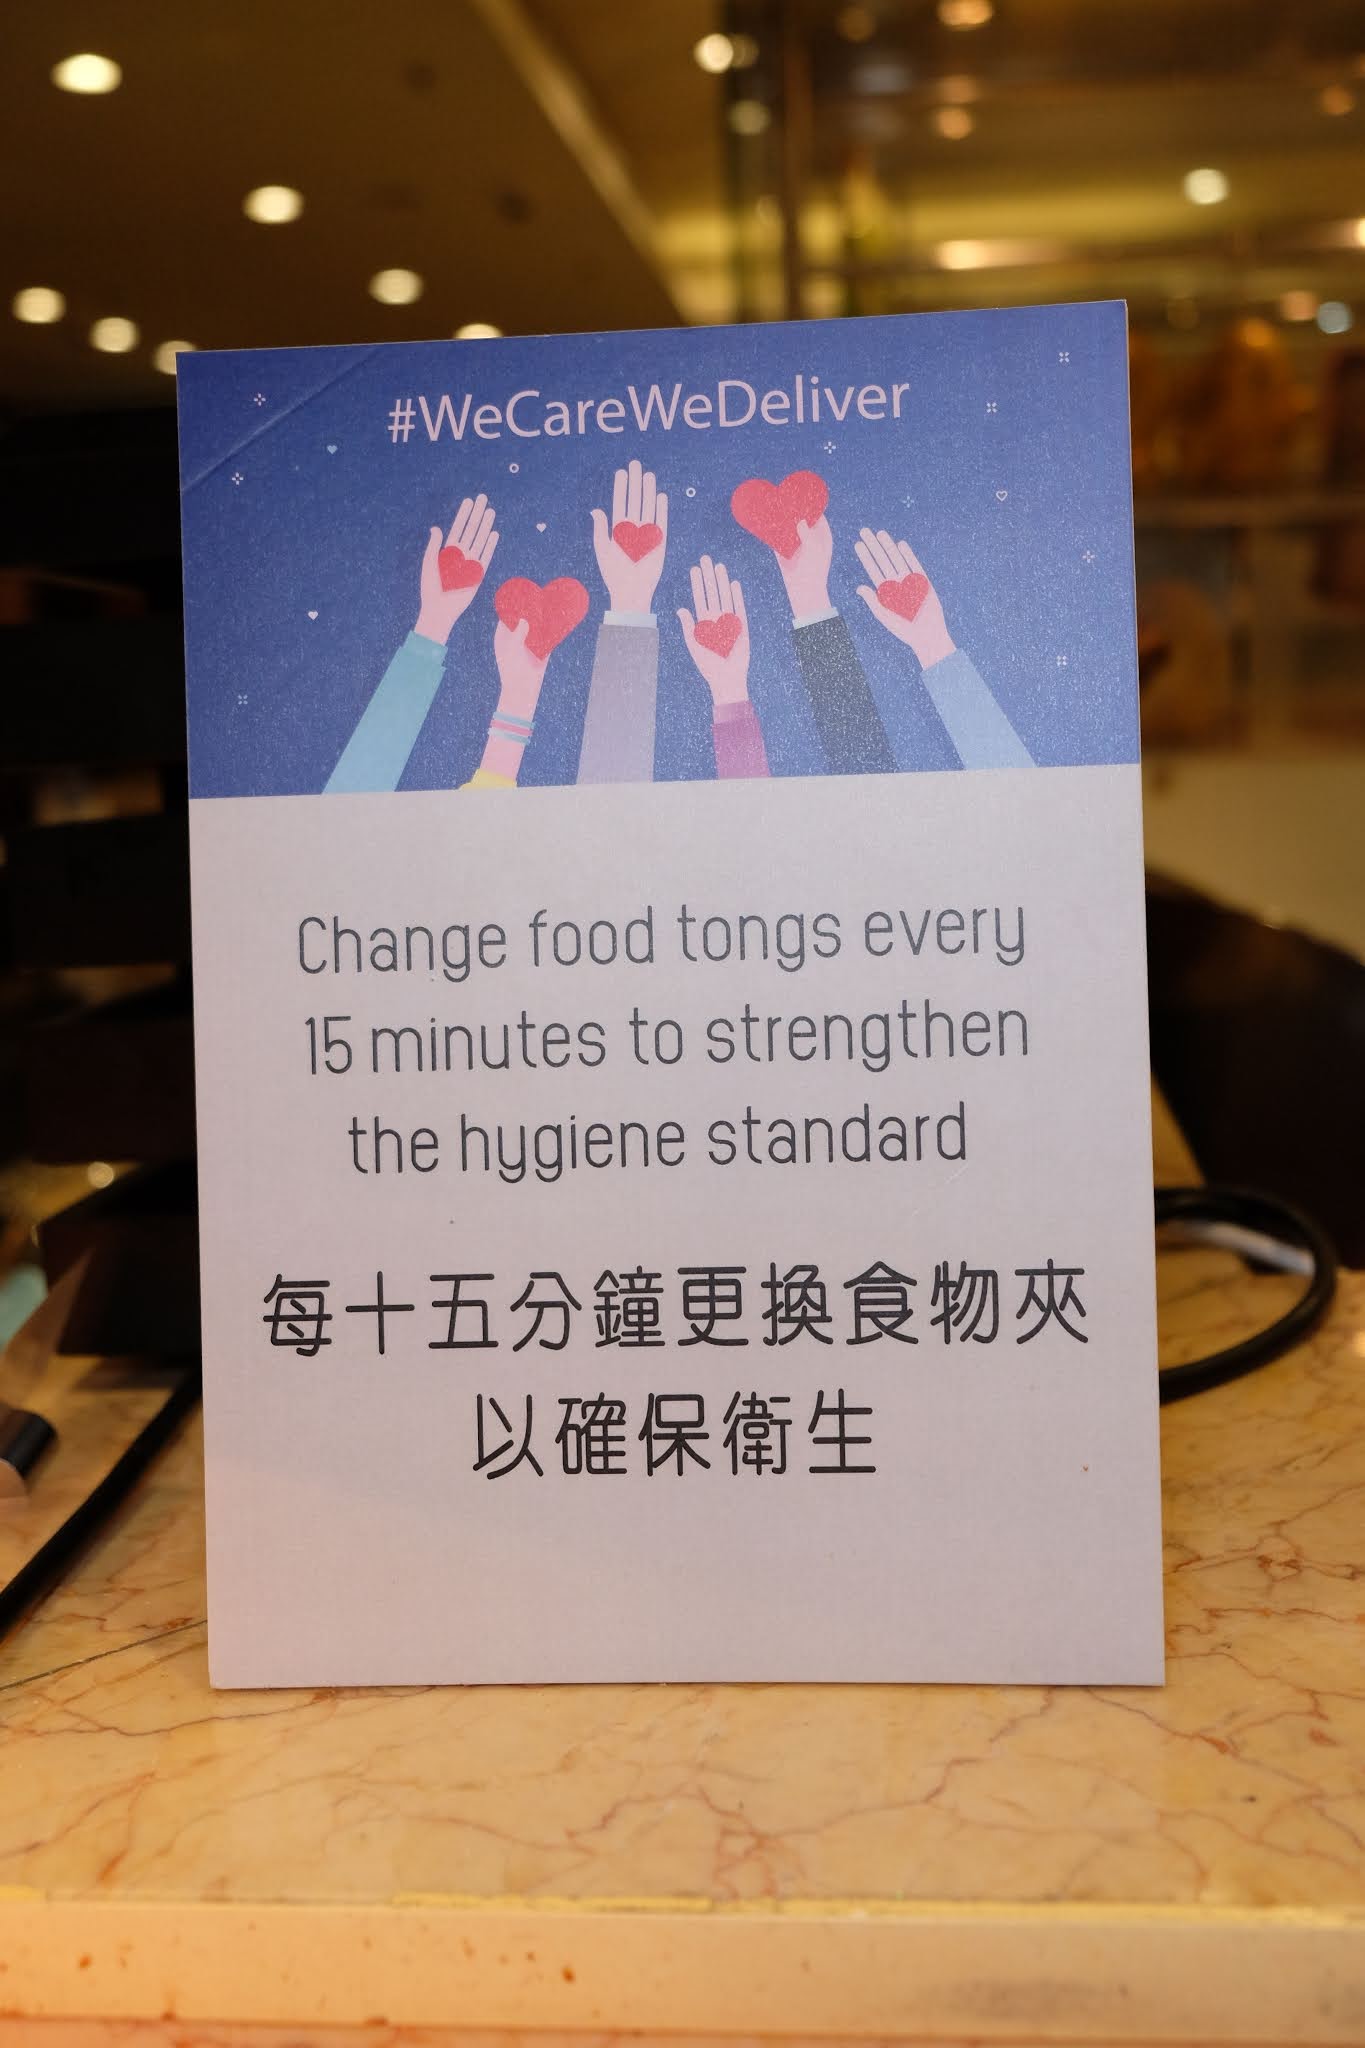 #WeCareWeDeliver
Change food tongs every
15 minutes to strengthen
the hygiene standard
每十五分鐘更換食物夾
以確保衛生